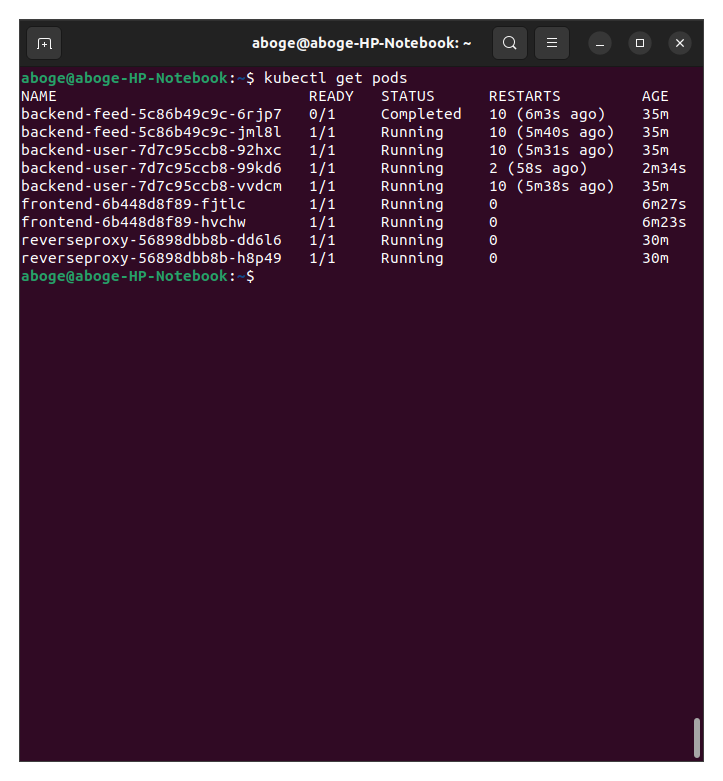 aboge@aboge-HP-Notebook: ~
aboge@aboge-HP-Notebook:~$ kubectl get pods
NAME READY STATUS RESTARTS AGE
backend-feed-5c86b49c9c-6rjp7 0/1 Completed 10 (6m3s ago) 35m
backend-feed-5c86b49c9c-jml8l 1/1 Running 10 (5m40s ago) 35m
backend-user-7d7c95ccb8-92hxc 1/1 Running 10 (5m31s ago) 35m
backend-user-7d7c95ccb8-99kd6 1/1 Running 2 (58s ago) 2m34s
backend-user-7d7c95ccb8-vvdcm 1/1 Running 10 (5m38s ago) 35m
frontend-6b448d8f89-fjtlc 1/1 Running 0 6m27s
frontend-6b448d8f89-hvchw 1/1 Running 0 6m23s
reverseproxy-56898dbb8b-dd6l6 1/1 Running 0 30m
reverseproxy-56898dbb8b-h8p49 1/1 Running 0 30m
aboge@aboge-HP-Notebook:~$